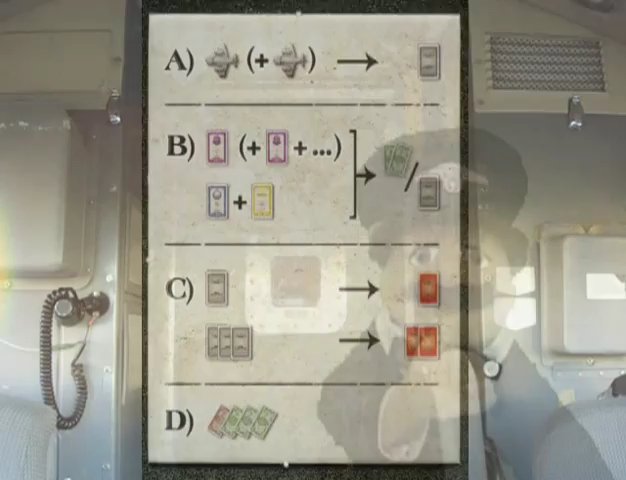 A) (+ )
B) (+ + ...)
+ /
C)
D)